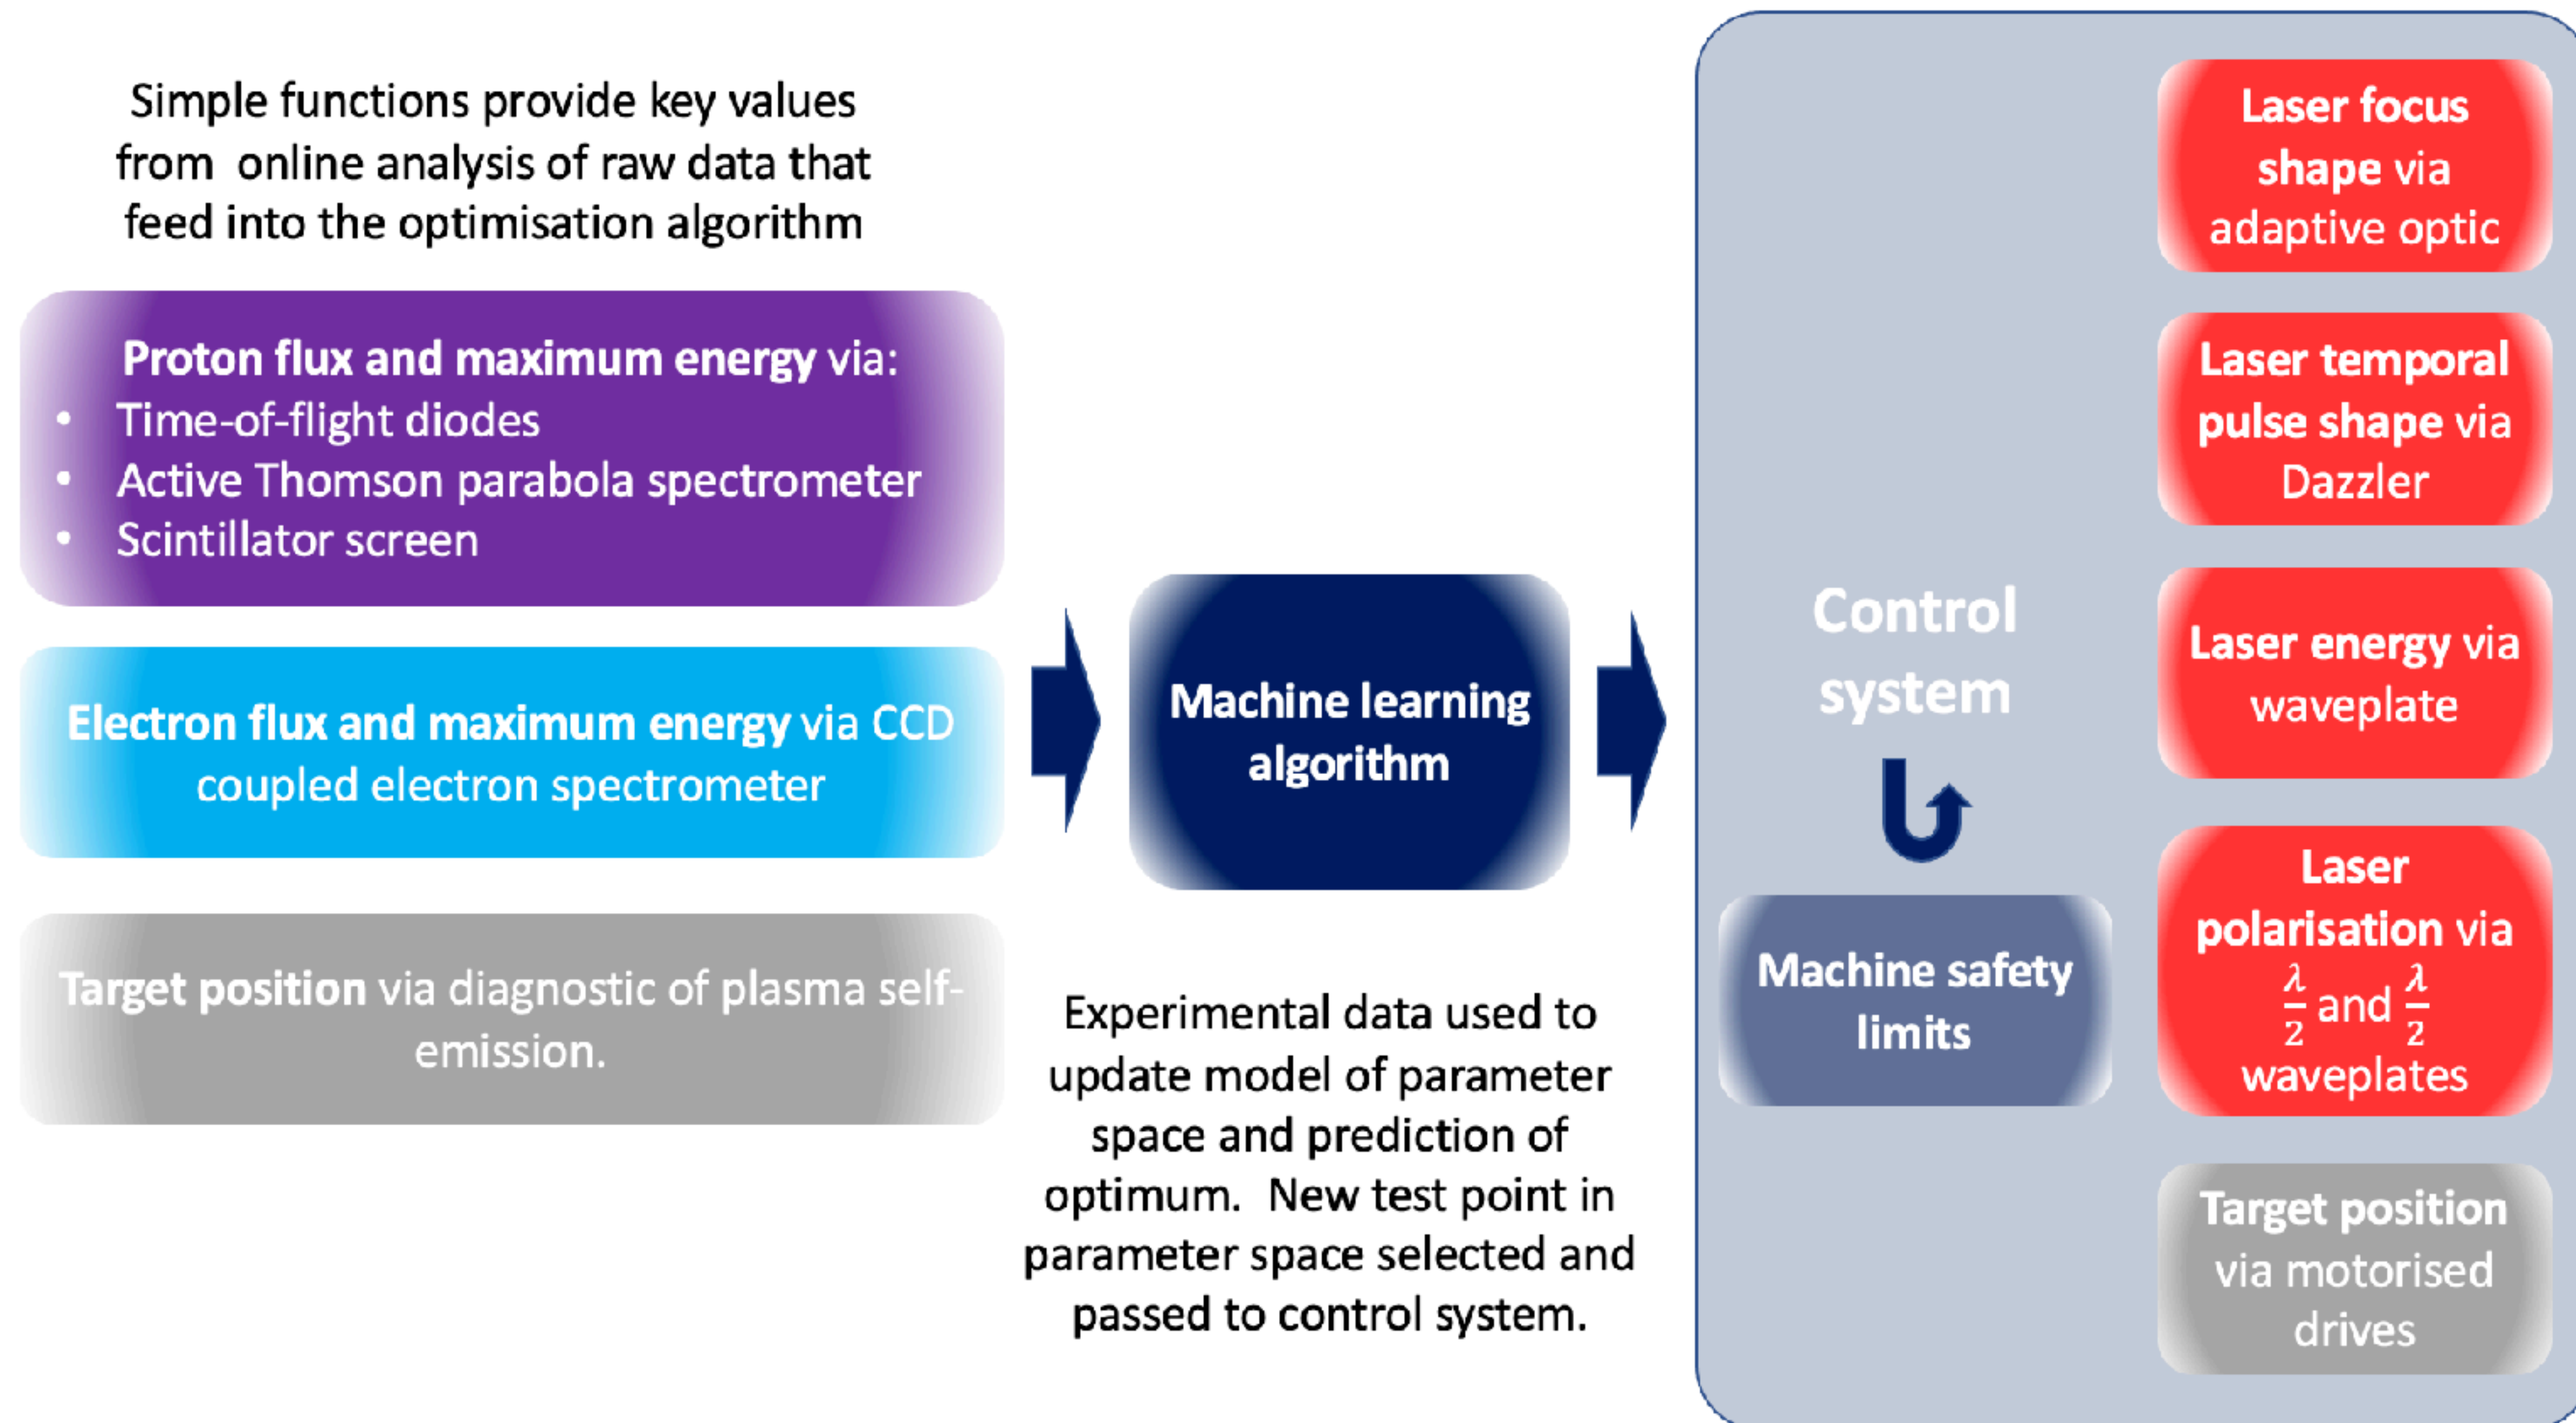 Simple functions provide key values
from  online analysis of raw data that
feed into the optimisation algorithm
Proton flux and maximum energy via:
• Time-of-flight diodes
• Active Thomson parabola spectrometer
• Scintillator screen
Electron flux and maximum energy via CCD
coupled electron spectrometer
Target position via diagnostic of plasma self-
emission.
Machine learning
algorithm
Experimental data used to
update model of parameter
space and prediction of
optimum.  New test point in
parameter space selected and
passed to control system.
Control
system
Machine safety
limits
Laser focus
shape via
adaptive optic
Laser temporal
pulse shape via
Dazzler
Laser energy via
waveplate
Laser
polarisation via
λ/2 and λ/2
waveplates
Target position
via motorised
drives